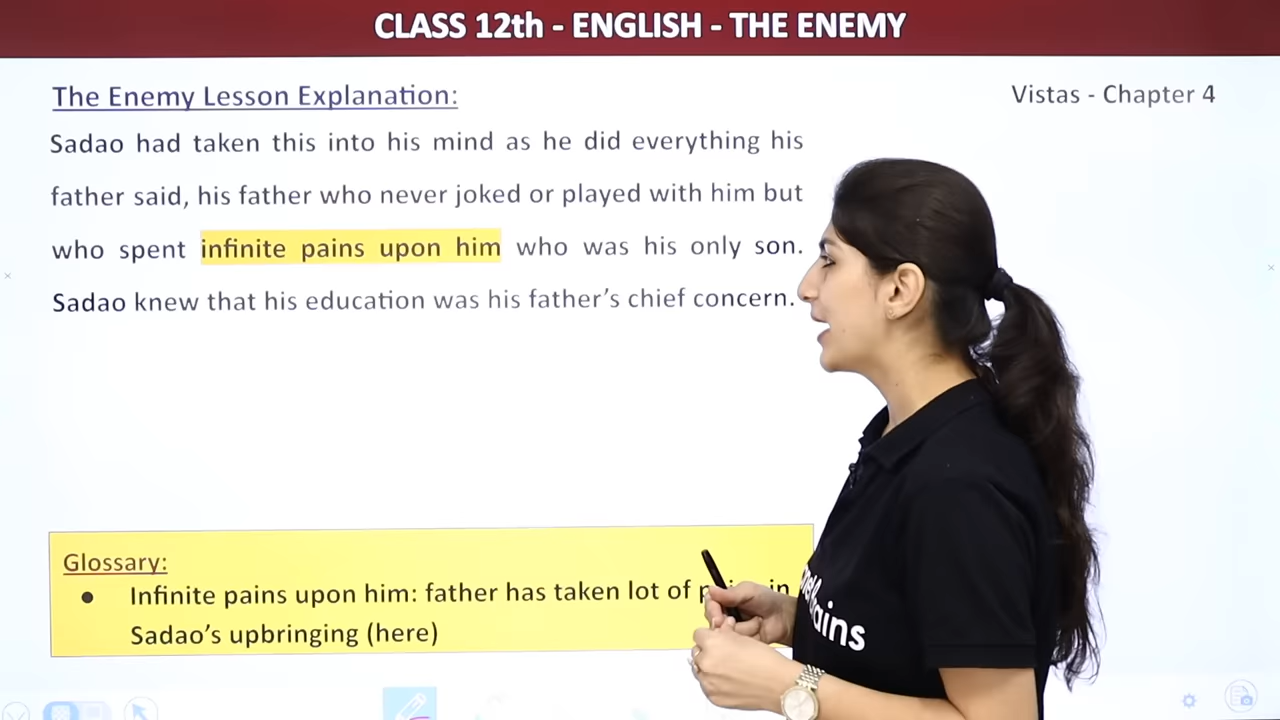 CLASS 12th - ENGLISH - THE ENEMY
The Enemy Lesson Explanation:
Vistas - Chapter 4
Sadao had taken this into his mind as he did everything his
father said, his father who never joked or played with him but
who spent infinite pains upon him who was his only son.
Sadao knew that his education was his father’s chief concern.
Glossary:
● Infinite pains upon him: father has taken lot of in
Sadao’s upbringing (here)